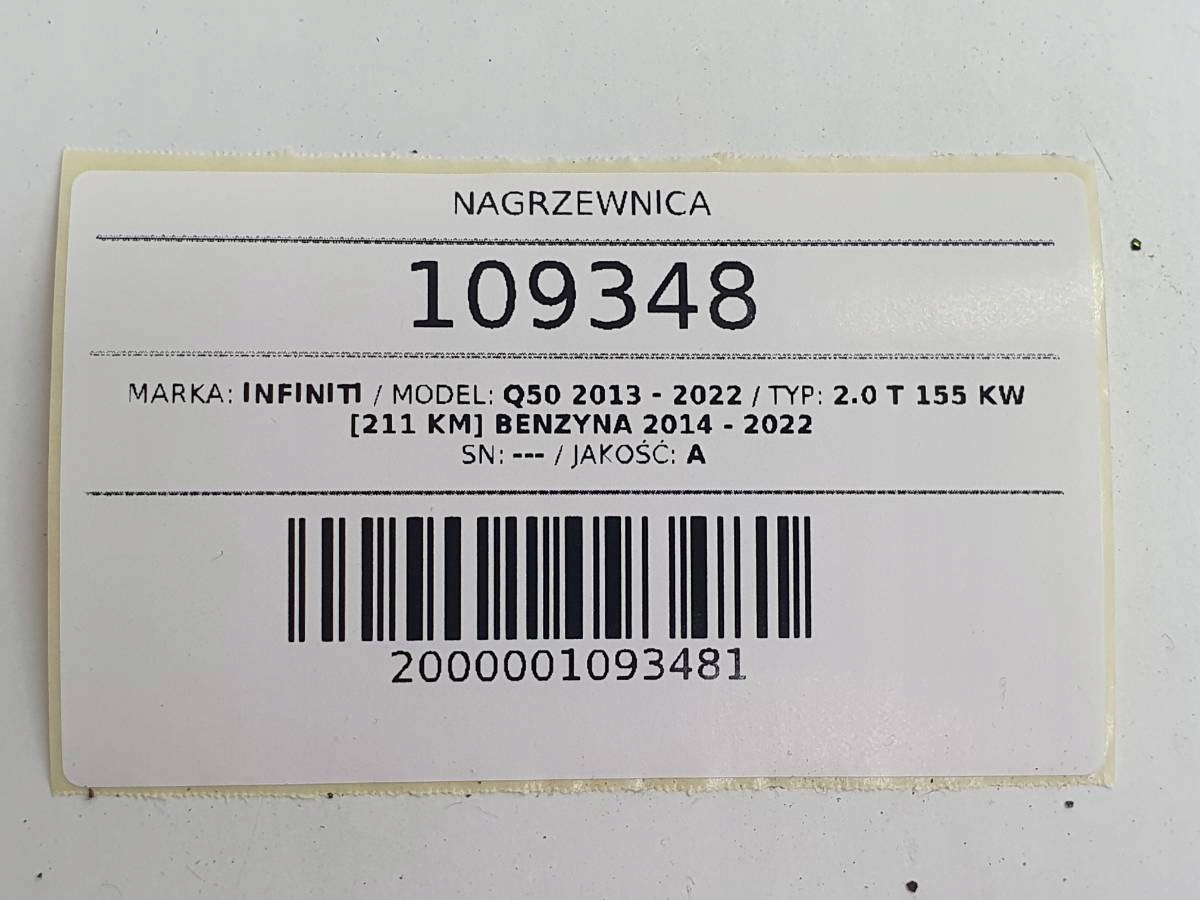 NAGRZEWNICA
109348
MARKA: INFINITI / MODEL: Q50 2013 - 2022 / TYP: 2.0 T 155 KW
[211 KM] BENZYNA 2014 - 2022
SN: --- / JAKOŚĆ: A
2000001093481